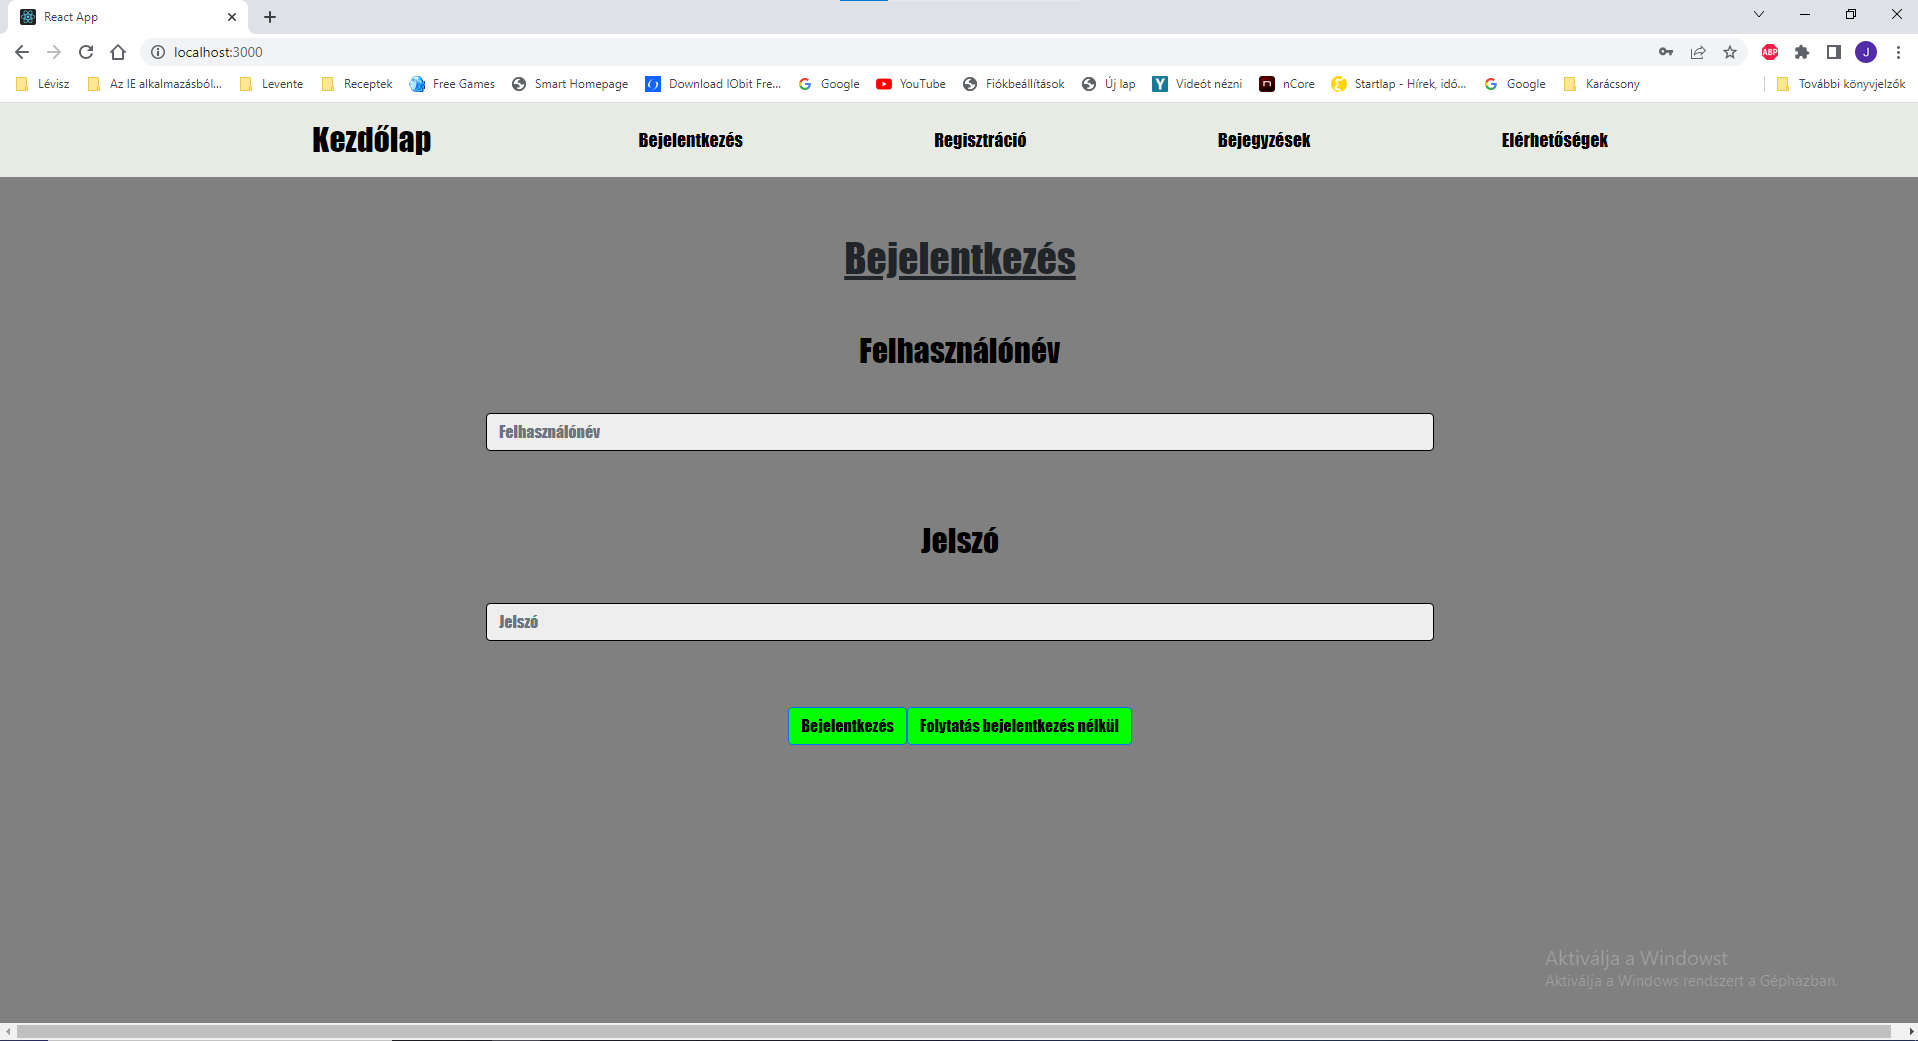 React App
localhost:3000
Lévisz Az IE alkalmazásból... Levente Receptek Free Games Smart Homepage Download IObit Fre... Google YouTube Fiókbeállítások Új lap Videót nézni nCore Startlap - Hírek, idő... Google Karácsony További könyvjelzők
Kezdőlap Bejelentkezés Regisztráció Bejegyzések Elérhetőségek
Bejelentkezés
Felhasználónév
Felhasználónév
Jelszó
Jelszó
Bejelentkezés Folytatás bejelentkezés nélkül
Aktiválja a Windowst
Aktiválja a Windows rendszert a Gépházban.
ABP
J